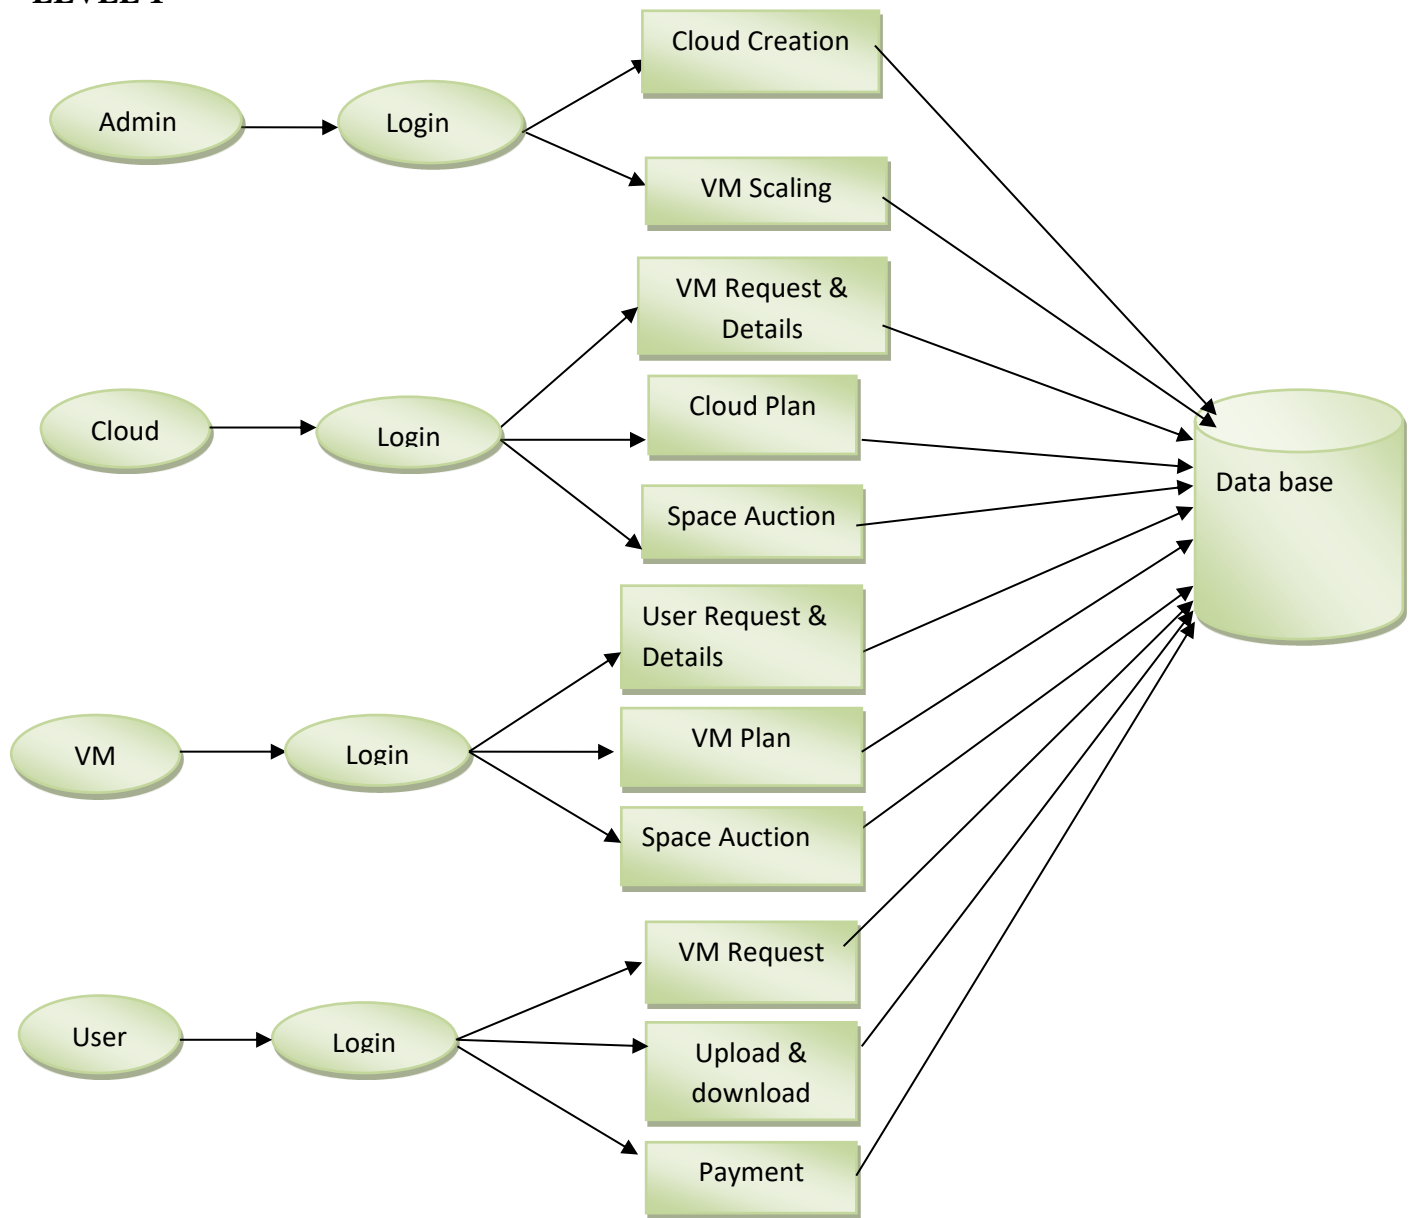 Cloud Creation
Admin
Login
VM Scaling
VM Request &
Details
Cloud Plan
Cloud
Login
Data base
Space Auction
User Request &
Details
VM Plan
VM
Login
Space Auction
VM Request
User
Login
Upload &
download
Payment